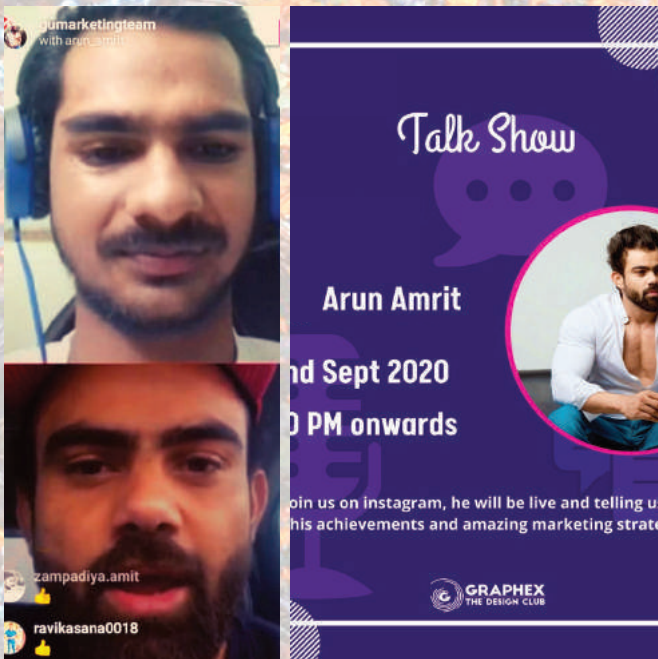 gumarketingteam
with arun_amrit
zampadiya.amit
ravikasana0018
Talk Show
Arun Amrit
nd Sept 2020
0 PM onwards
oin us on instagram, he will be live and telling u
his achievements and amazing marketing strate
GRAPHEX
THE DESIGN CLUB